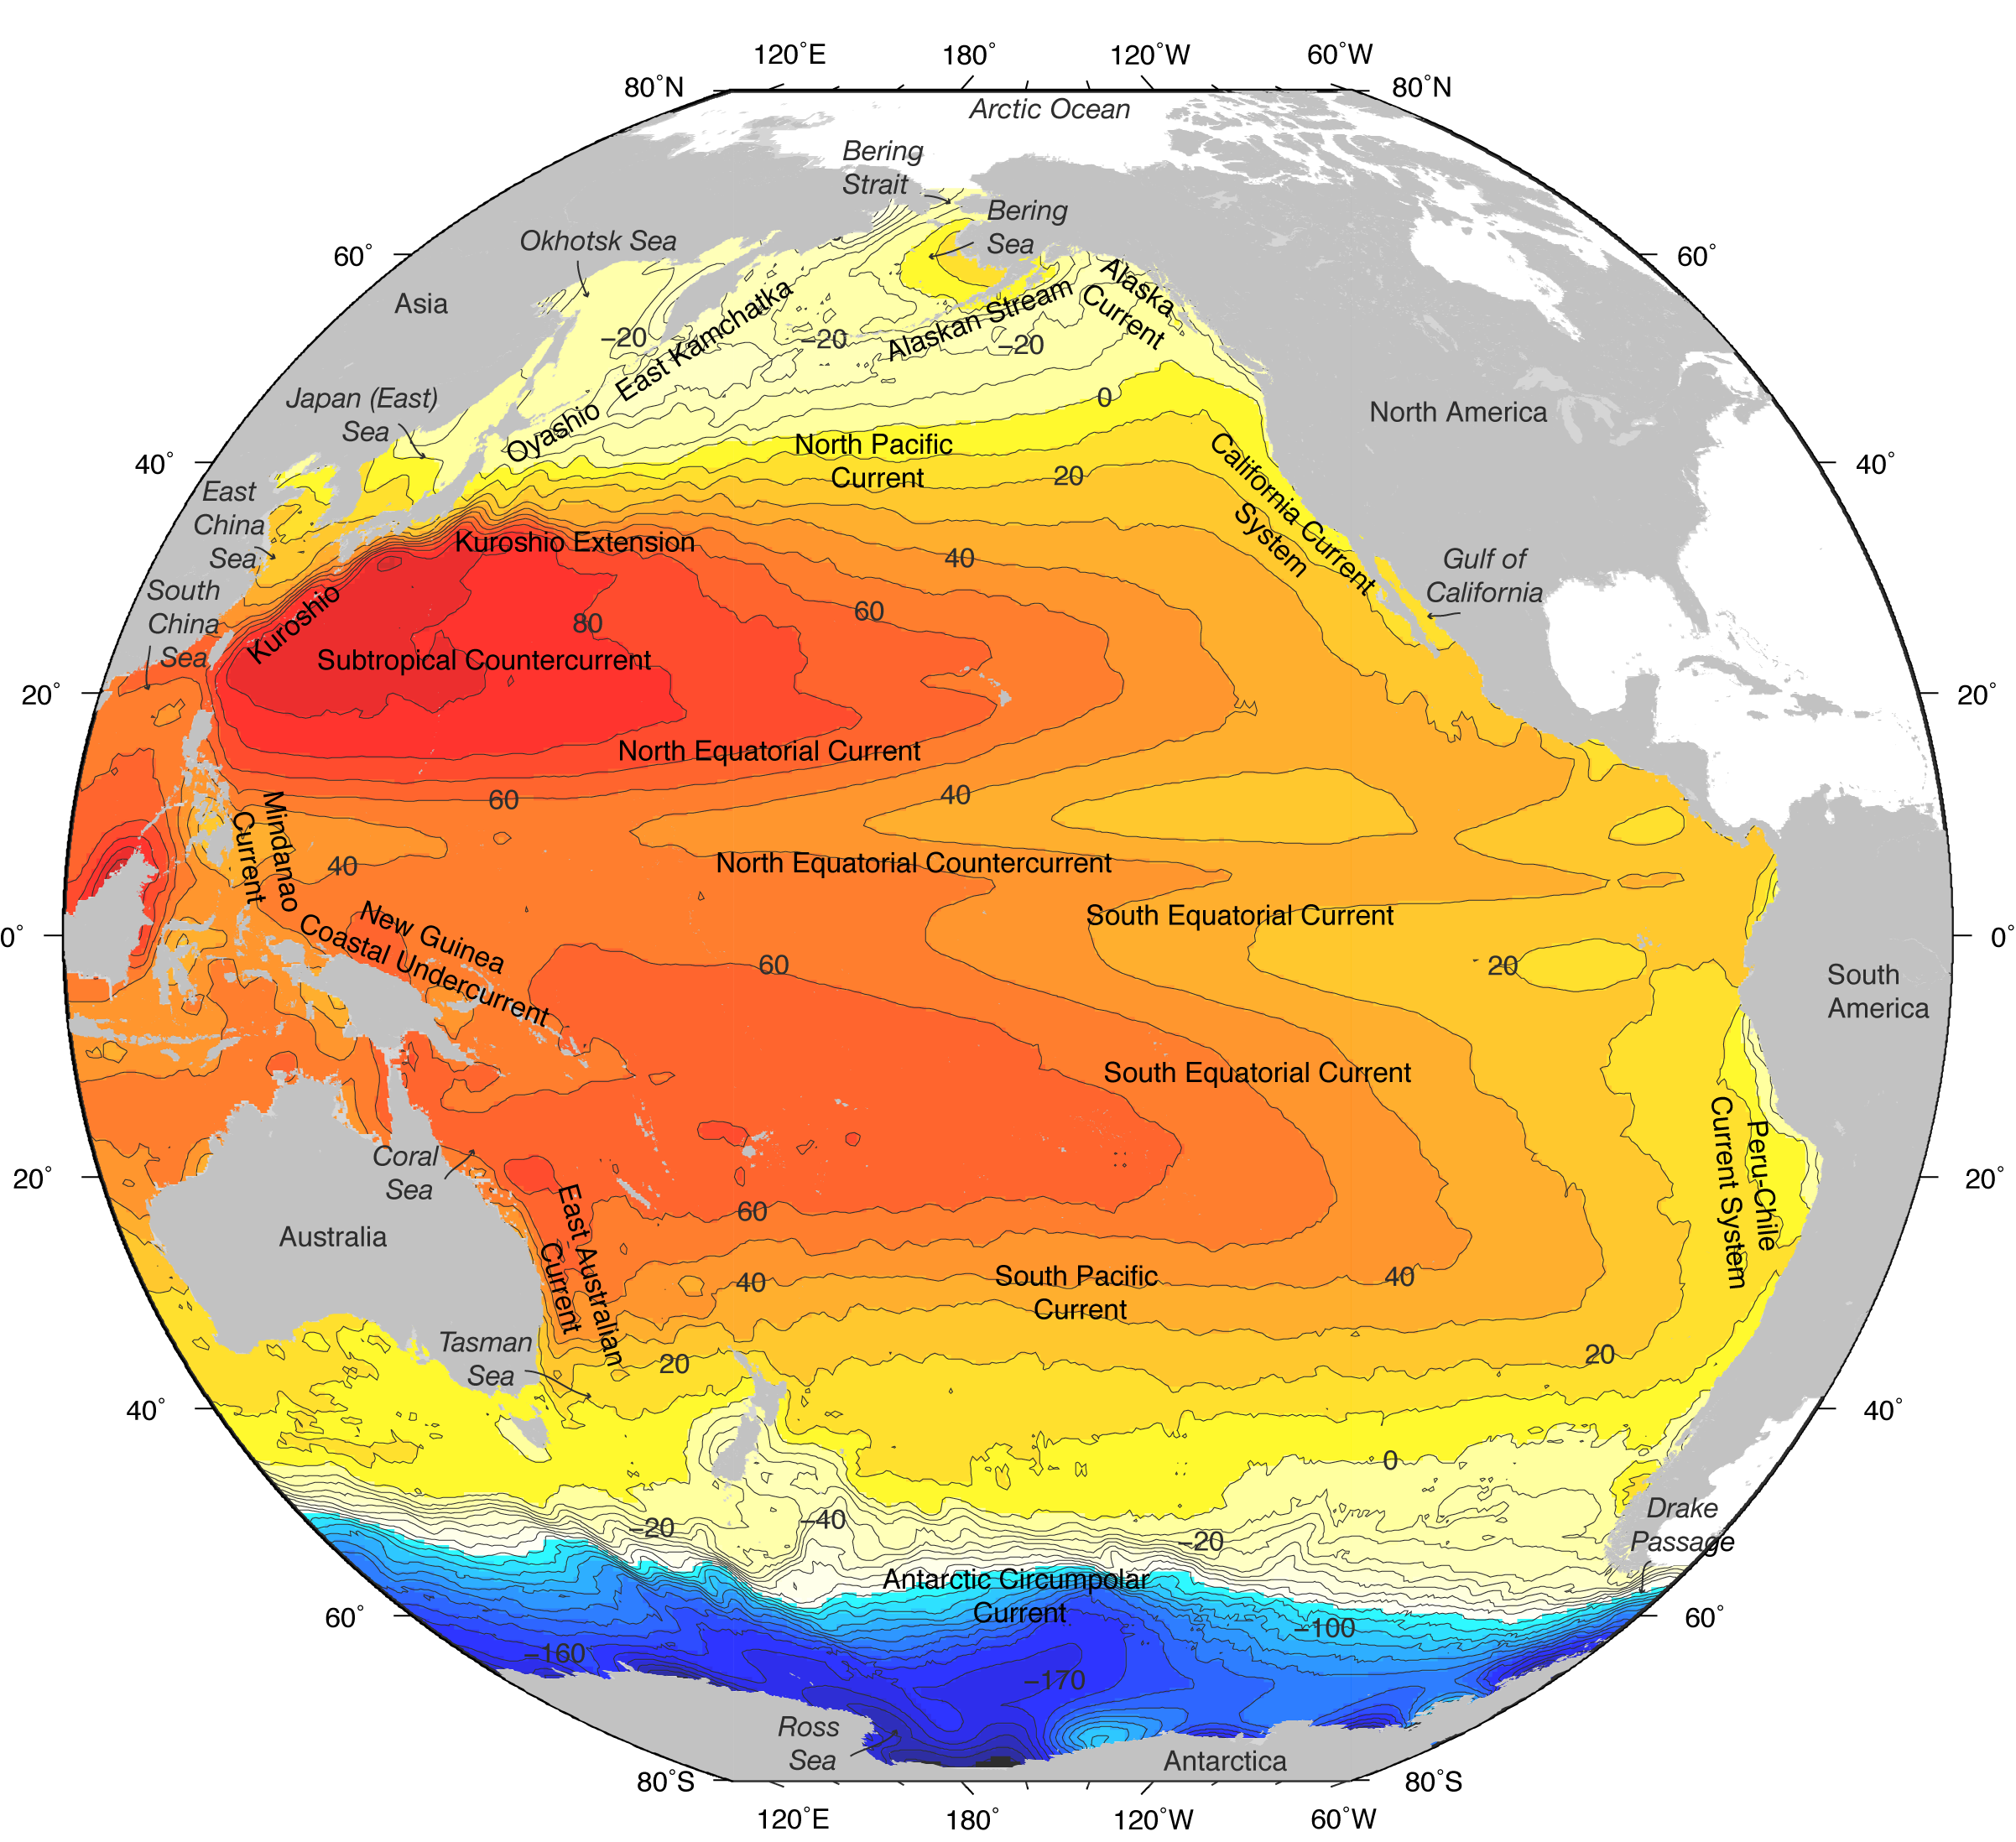 120°E 180° 120°W 60°W
80°N 80°N
Arctic Ocean
Bering
Strait
Bering
Sea
Okhotsk Sea
60° 60°
Asia
Alaska
Current
Alaskan Stream
East Kamchatka
–20 –20 –20
Japan (East)
Sea
Oyashio
0
North America
North Pacific
Current
20
California Current
System
40° 40°
East
China
Sea
Kuroshio Extension
40
Gulf of
California
South
China
Sea
Kuroshio
80
60
Subtropical Countercurrent
20° 20°
North Equatorial Current
60
40
Mindanao
Current
40
North Equatorial Countercurrent
New Guinea
Coastal Undercurrent
South Equatorial Current
0° 0°
60
20
South
America
South Equatorial Current
Peru-Chile
Current System
Coral
Sea
20° 20°
60
Australia
East Australian
Current
40
South Pacific
Current
40
Tasman
Sea
20
20
40° 40°
0
–20
–40
–20
Drake
Passage
Antarctic Circumpolar
Current
60° 60°
–160
–100
–170
Ross
Sea
Antarctica
80°S 80°S
120°E 180° 120°W 60°W